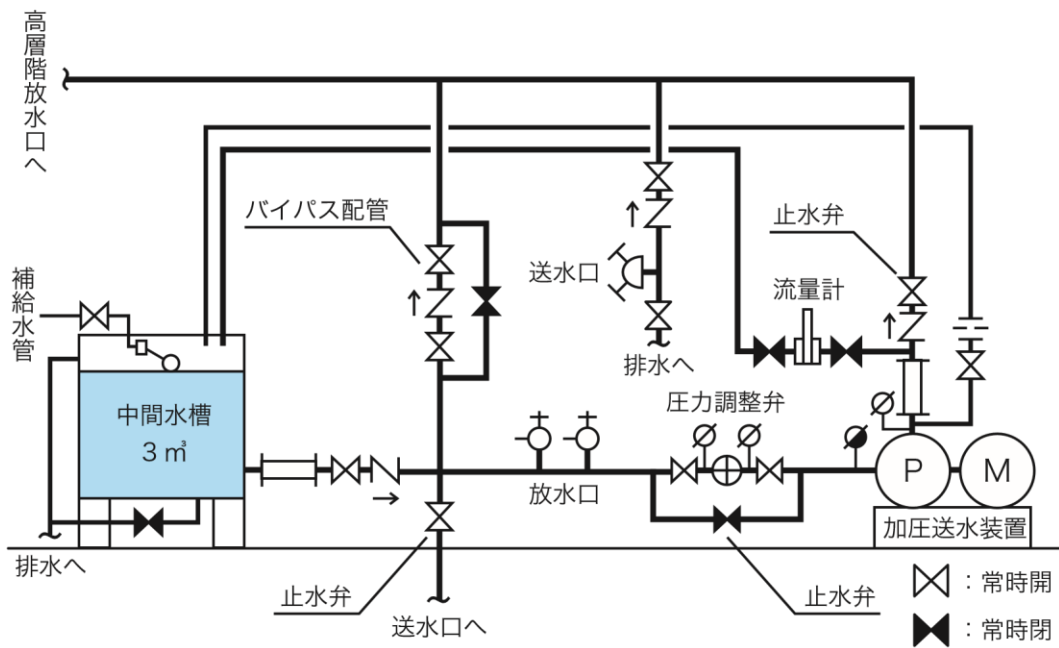 高層階放水口へ
バイパス配管
止水弁
送水口
流量計
補給水管
排水へ
圧力調整弁
中間水槽
3㎥
放水口
P
M
加圧送水装置
排水へ
止水弁
送水口へ
止水弁
：常時開
：常時閉